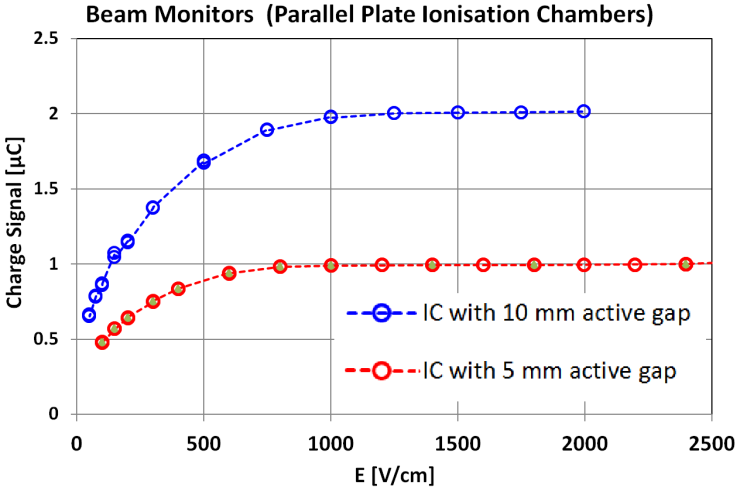 Beam Monitors (Parallel Plate Ionisation Chambers)
2.5
2
1.5
1
0.5
0
Charge Signal [µC]
IC with 10 mm active gap
IC with 5 mm active gap
0 500 1000 1500 2000 2500
E [V/cm]